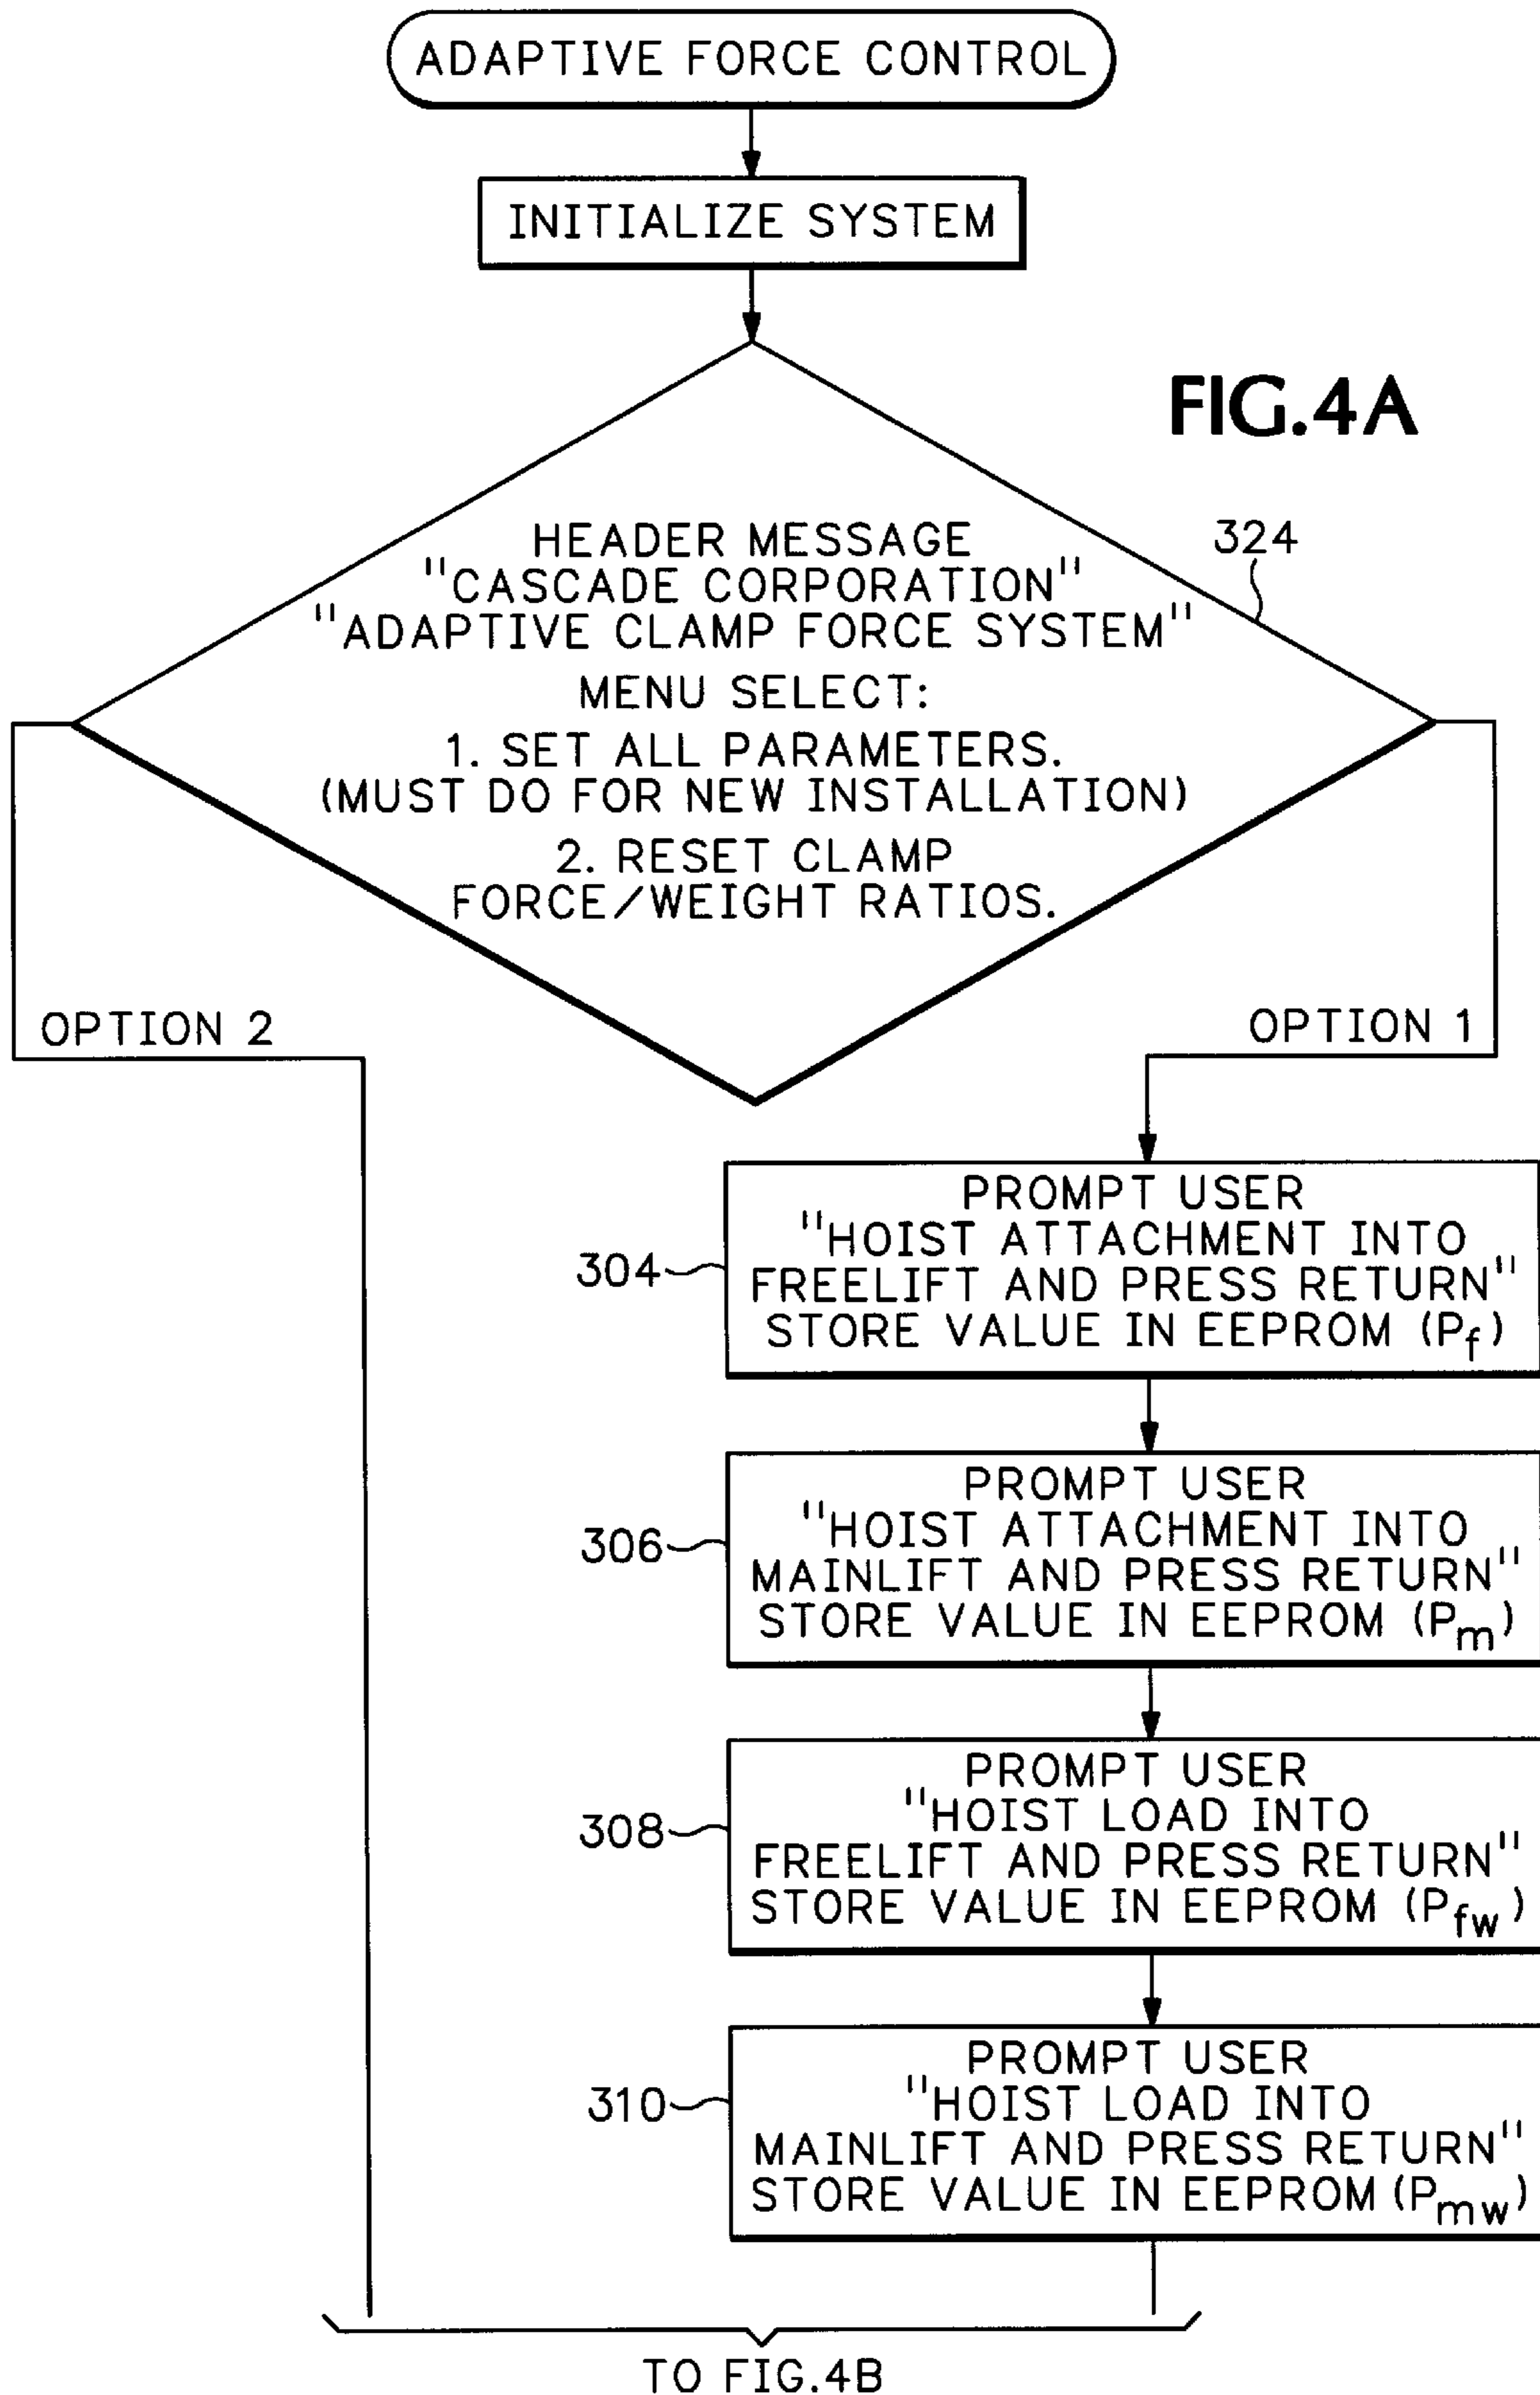 ADAPTIVE FORCE CONTROL
INITIALIZE SYSTEM
FIG.4A
HEADER MESSAGE
"CASCADE CORPORATION"
"ADAPTIVE CLAMP FORCE SYSTEM"
324
MENU SELECT:
1. SET ALL PARAMETERS.
(MUST DO FOR NEW INSTALLATION)
2. RESET CLAMP
FORCE/WEIGHT RATIOS.
OPTION 2
OPTION 1
PROMPT USER
"HOIST ATTACHMENT INTO
FREELIFT AND PRESS RETURN"
STORE VALUE IN EEPROM (Pf)
304
PROMPT USER
"HOIST ATTACHMENT INTO
MAINLIFT AND PRESS RETURN"
STORE VALUE IN EEPROM (Pm)
306
PROMPT USER
"HOIST LOAD INTO
FREELIFT AND PRESS RETURN"
STORE VALUE IN EEPROM (Pfw)
308
PROMPT USER
"HOIST LOAD INTO
MAINLIFT AND PRESS RETURN"
STORE VALUE IN EEPROM (Pmw)
310
TO FIG.4B